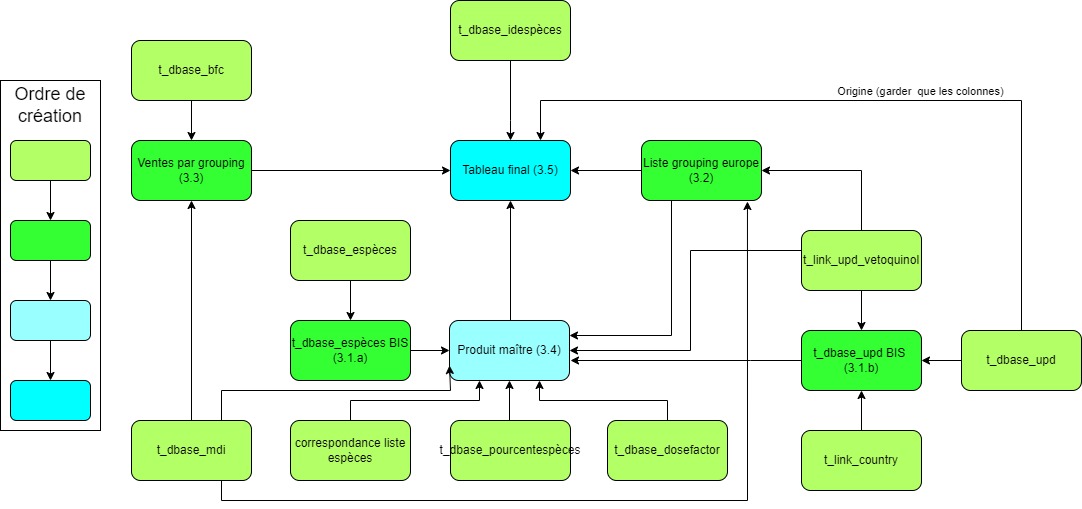 t_dbase_idespèces
t_dbase_bfc
Ordre de
création
Origine (garder  que les colonnes)
Ventes par grouping
(3.3)
Tableau final (3.5)
Liste grouping europe
(3.2)
t_dbase_espèces
t_link_upd_vetoquinol
t_dbase_espèces BIS
(3.1.a)
Produit maître (3.4)
t_dbase_upd BIS
(3.1.b)
t_dbase_upd
t_dbase_mdi
correspondance liste
espèces
t_dbase_pourcentespèces
t_dbase_dosefactor
t_link_country